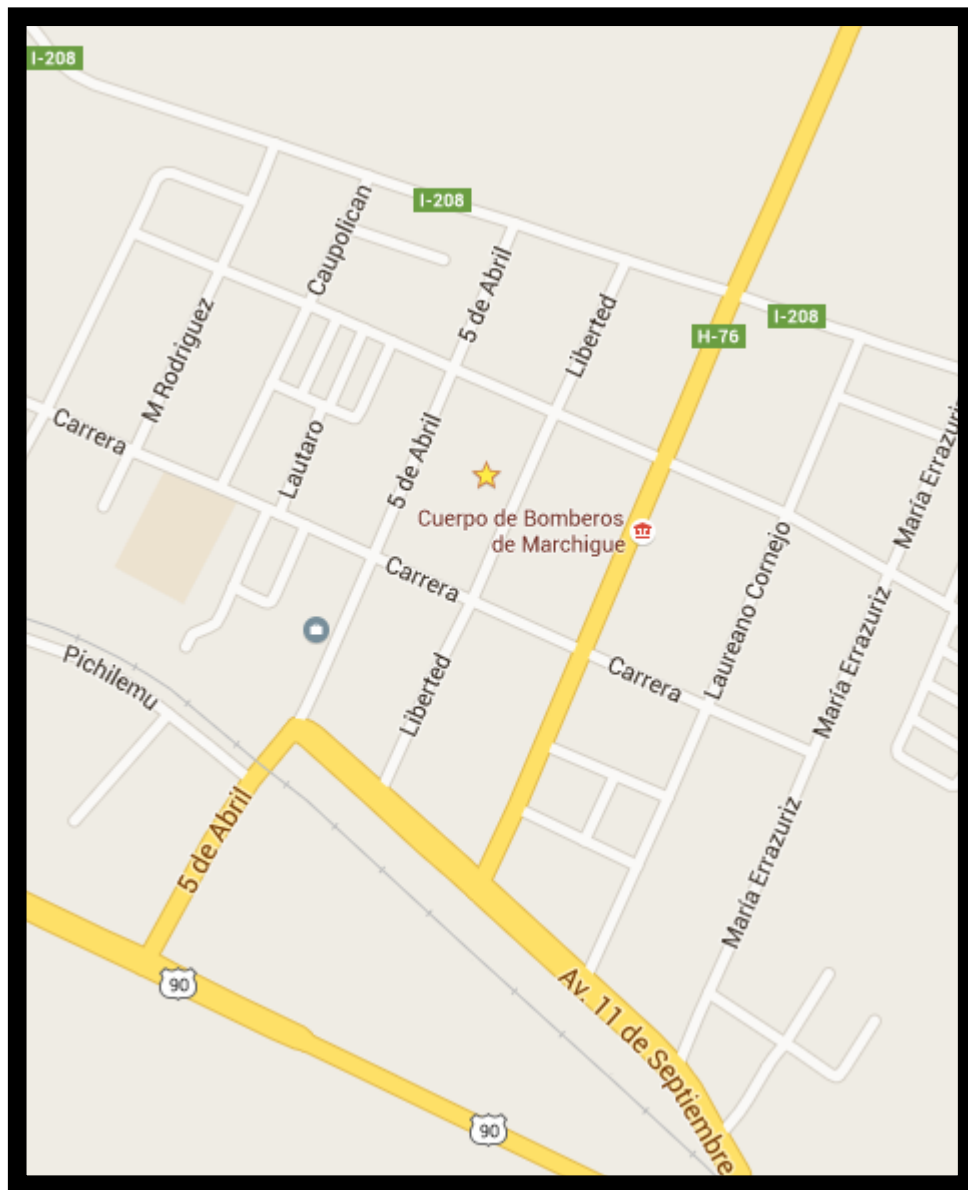 I-208
I-208
Caupolican
5 de Abril
Liberted
I-208
H-76
M Rodriguez
Carrera
Lautaro
5 de Abril
María Errazuriz
Cuerpo de Bomberos
de Marchigue
Carrera
Laureano Cornejo
María Errazuriz
Pichilemu
Liberted
Carrera
5 de Abril
María Errazuriz
90
Av. 11 de Septiembre
90